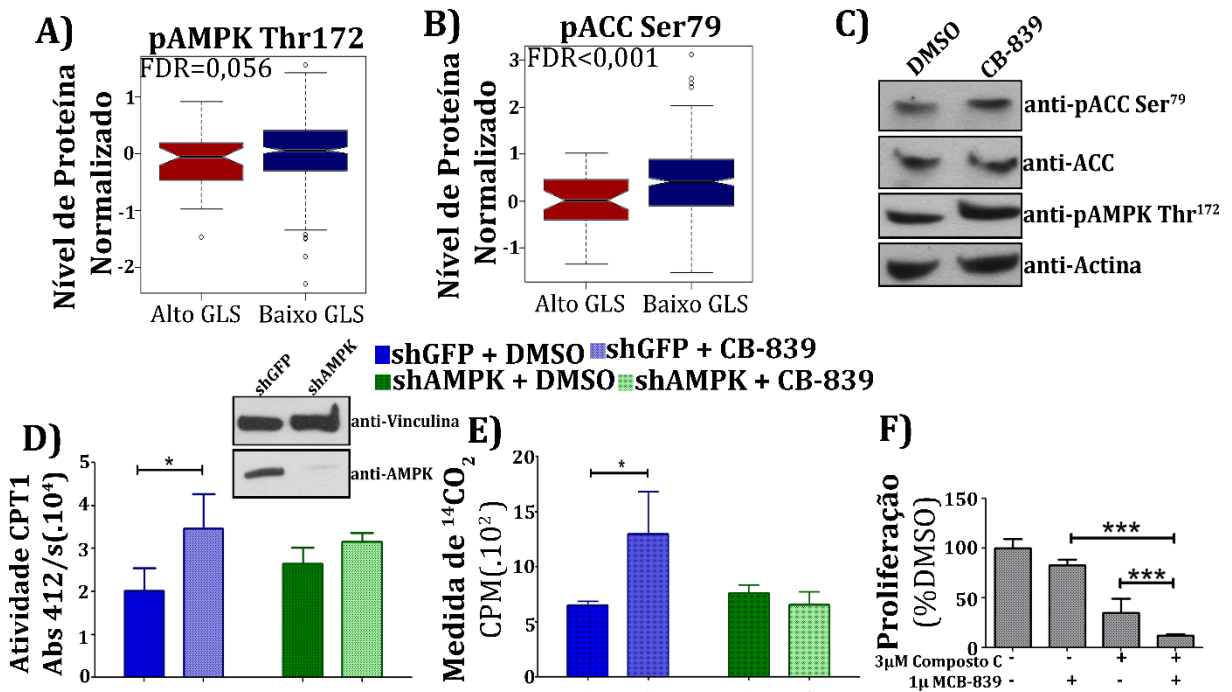 A)
pAMPK Thr172
FDR=0,056
Nível de Proteína
Normalizado
1
0
-1
-2
Alto GLS
Baixo GLS
B)
pACC Ser79
FDR<0,001
Nível de Proteína
Normalizado
3
2
1
0
-1
Alto GLS
Baixo GLS
C)
DMSO
CB-839
anti-pACC Ser⁷⁹
anti-ACC
anti-pAMPK Thr¹⁷²
anti-Actina
shGFP + DMSO
shGFP + CB-839
shAMPK + DMSO
shAMPK + CB-839
D)
shGFP
shAMPK
anti-Vinculina
anti-AMPK
Atividade CPT1
Abs 412/s(.10⁴)
5
4
3
2
1
0
*
E)
Medida de ¹⁴CO₂
CPM(.10²)
20
15
10
5
0
*
F)
Proliferação
(%DMSO)
150
100
50
0
***
***
3µM Composto C - - + +
1µ MCB-839 - + - +